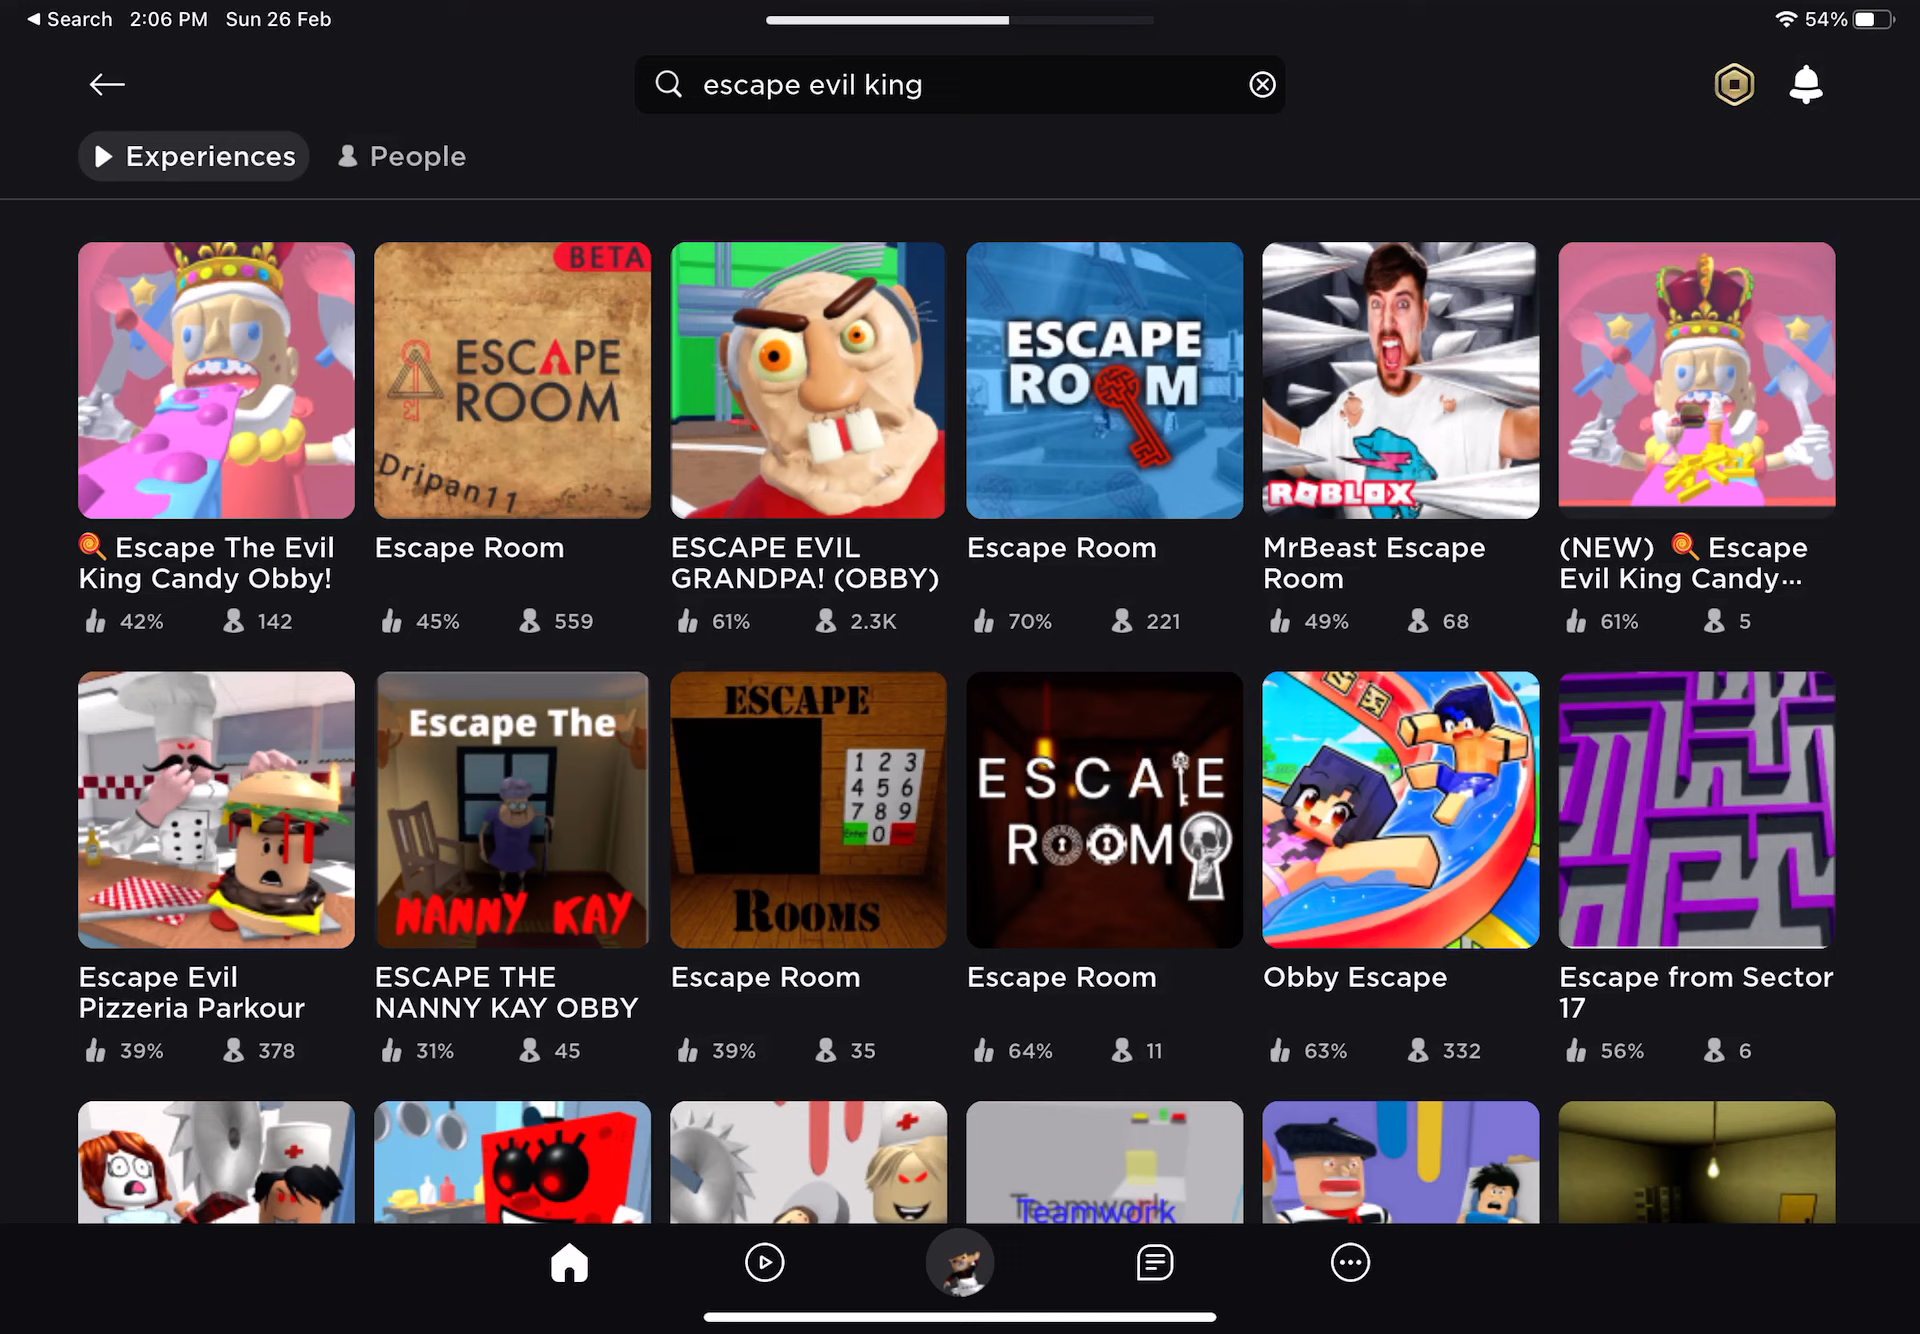 Search 2:06 PM Sun 26 Feb
54%
escape evil king
Experiences
People
BETA
ESCAPE
ROOM
Dripan11
ESCAPE
ROOM
ROBLOX
Escape The Evil
King Candy Obby!
42% 142
Escape Room
45% 559
ESCAPE EVIL
GRANDPA! (OBBY)
61% 2.3K
Escape Room
70% 221
MrBeast Escape
Room
49% 68
(NEW) Escape
Evil King Candy...
61% 5
Escape The
NANNY KAY
ESCAPE
1 2 3
4 5 6
7 8 9
Enter 0
ROOMS
ESCAPE
ROOM
Escape Evil
Pizzeria Parkour
39% 378
ESCAPE THE
NANNY KAY OBBY
31% 45
Escape Room
39% 35
Escape Room
64% 11
Obby Escape
63% 332
Escape from Sector
17
56% 6
Teamwork